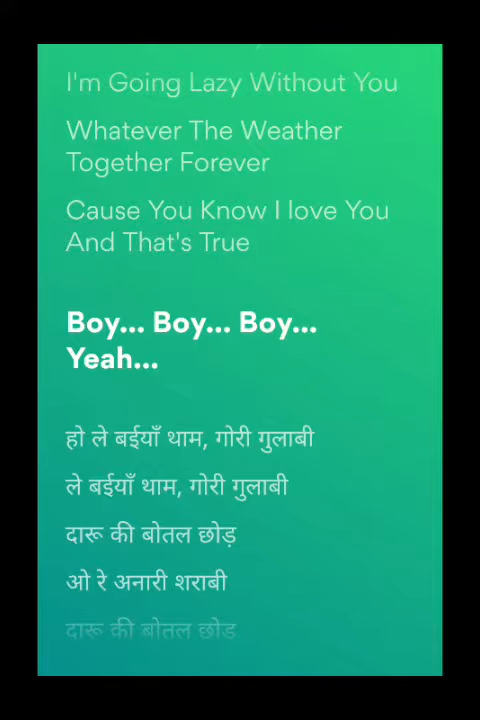 I'm Going Lazy Without You
Whatever The Weather
Together Forever
Cause You Know I love You
And That's True
Boy... Boy... Boy...
Yeah...
हो ले बईयाँ थाम, गोरी गुलाबी
ले बईयाँ थाम, गोरी गुलाबी
दारू की बोतल छोड़
ओ रे अनारी शराबी
दारू की बोतल छोड़